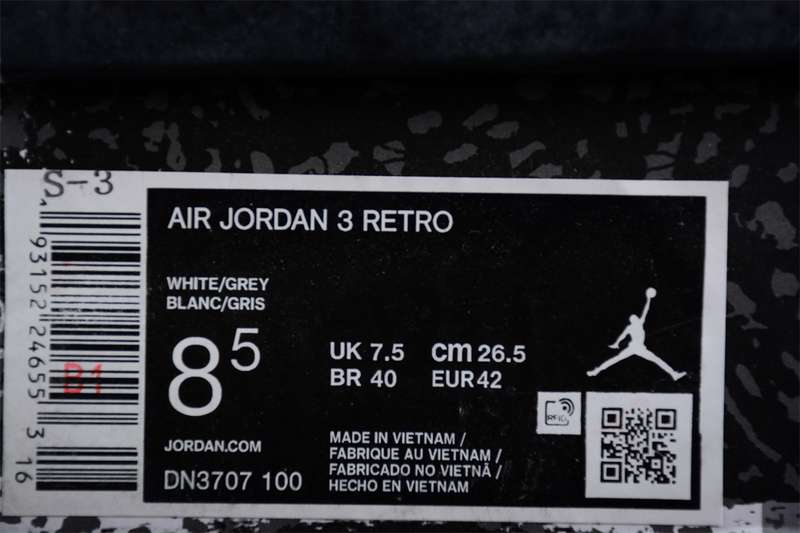 S-3
93152 24655 3 16
B1
AIR JORDAN 3 RETRO
WHITE/GREY
BLANC/GRIS
8 5
UK 7.5 cm 26.5
BR 40 EUR 42
JORDAN.COM
DN3707 100
MADE IN VIETNAM /
FABRIQUE AU VIETNAM /
FABRICADO NO VIETNÃ /
HECHO EN VIETNAM
RFID